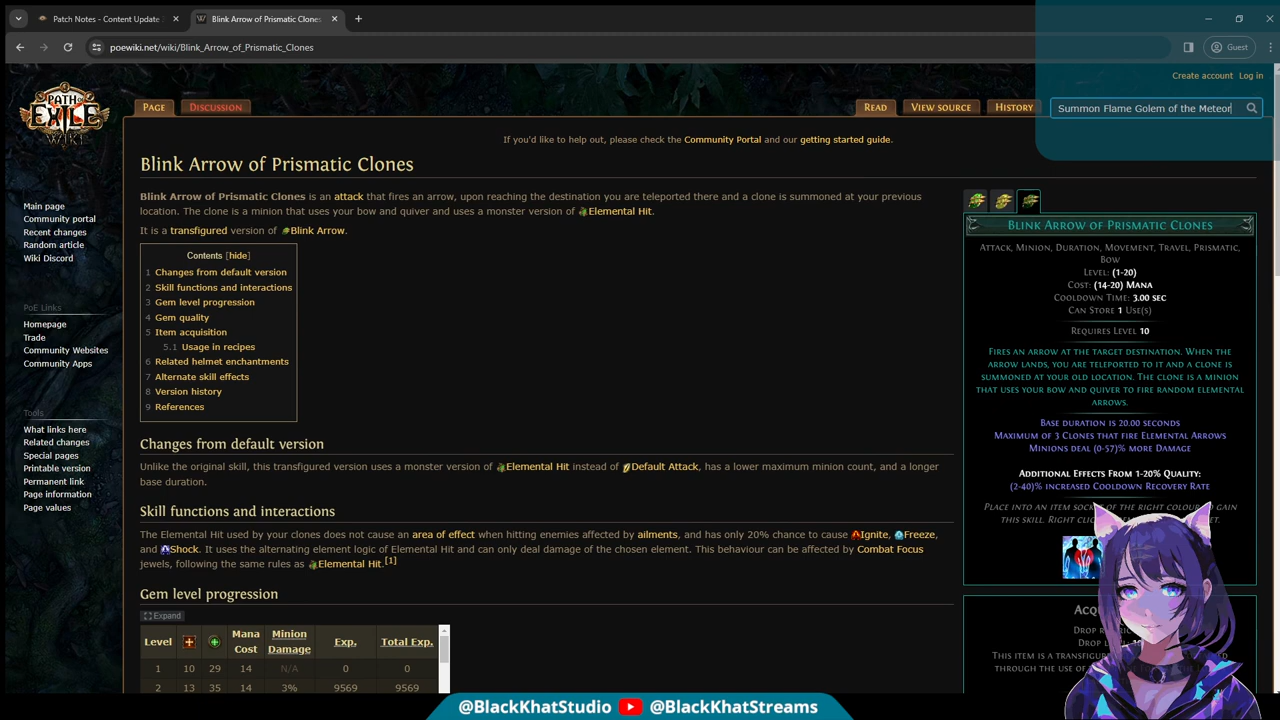 Patch Notes - Content Update
Blink Arrow of Prismatic Clones
poewiki.net/wiki/Blink_Arrow_of_Prismatic_Clones
Guest
Create account
Log in
PATH OF
EXILE
WIKI
PAGE
DISCUSSION
READ
VIEW SOURCE
HISTORY
Summon Flame Golem of the Meteor
If you'd like to help out, please check the Community Portal and our getting started guide.
Main page
Community portal
Recent changes
Random article
Wiki Discord
PoE Links
Homepage
Trade
Community Websites
Community Apps
Tools
What links here
Related changes
Special pages
Printable version
Permanent link
Page information
Page values
Blink Arrow of Prismatic Clones
Blink Arrow of Prismatic Clones is an attack that fires an arrow, upon reaching the destination you are teleported there and a clone is summoned at your previous
location. The clone is a minion that uses your bow and quiver and uses a monster version of Elemental Hit.
It is a transfigured version of Blink Arrow.
Contents [hide]
1 Changes from default version
2 Skill functions and interactions
3 Gem level progression
4 Gem quality
5 Item acquisition
5.1 Usage in recipes
6 Related helmet enchantments
7 Alternate skill effects
8 Version history
9 References
Changes from default version
Unlike the original skill, this transfigured version uses a monster version of Elemental Hit instead of Default Attack, has a lower maximum minion count, and a longer
base duration.
Skill functions and interactions
The Elemental Hit used by your clones does not cause an area of effect when hitting enemies affected by ailments, and has only 20% chance to cause Ignite, Freeze,
and Shock. It uses the alternating element logic of Elemental Hit and can only deal damage of the chosen element. This behaviour can be affected by Combat Focus
jewels, following the same rules as Elemental Hit.[1]
Gem level progression
Expand
Level Mana Cost Minion Damage Exp. Total Exp.
1 10 29 14 N/A 0 0
2 13 35 14 3% 9569 9569
BLINK ARROW OF PRISMATIC CLONES
ATTACK, MINION, DURATION, MOVEMENT, TRAVEL, PRISMATIC,
BOW
LEVEL: (1-20)
COST: (14-20) MANA
COOLDOWN TIME: 3.00 SEC
CAN STORE 1 USE(S)
REQUIRES LEVEL 10
FIRES AN ARROW AT THE TARGET DESTINATION. WHEN THE
ARROW LANDS, YOU ARE TELEPORTED TO IT AND A CLONE IS
SUMMONED AT YOUR OLD LOCATION. THE CLONE IS A MINION
THAT USES YOUR BOW AND QUIVER TO FIRE RANDOM ELEMENTAL
ARROWS.
BASE DURATION IS 20.00 SECONDS
MAXIMUM OF 3 CLONES THAT FIRE ELEMENTAL ARROWS
MINIONS DEAL (0-57)% MORE DAMAGE
ADDITIONAL EFFECTS FROM 1-20% QUALITY:
(2-40)% INCREASED COOLDOWN RECOVERY RATE
PLACE INTO AN ITEM SOCKET OF THE RIGHT COLOUR TO GAIN
THIS SKILL. RIGHT CLICK
DROP
DROP
THIS ITEM IS A TRANSFIGURED
THROUGH THE USE OF
@BlackKhatStudio @BlackKhatStreams